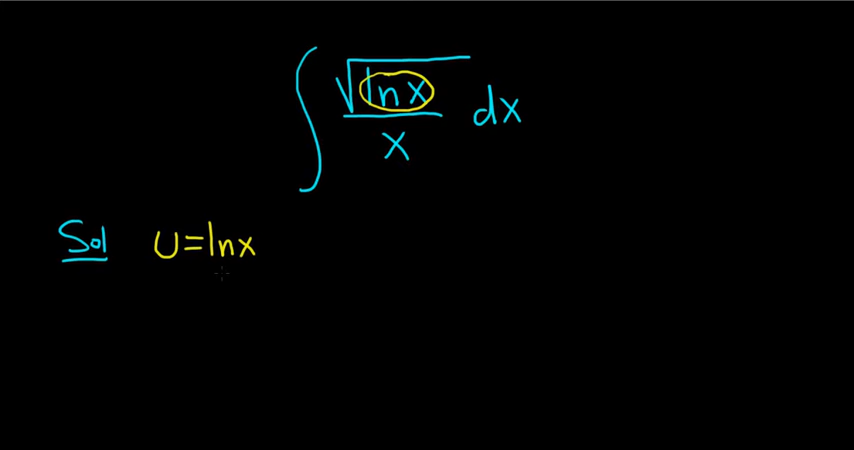 ∫ √(ln x) / x dx
Sol U = ln x